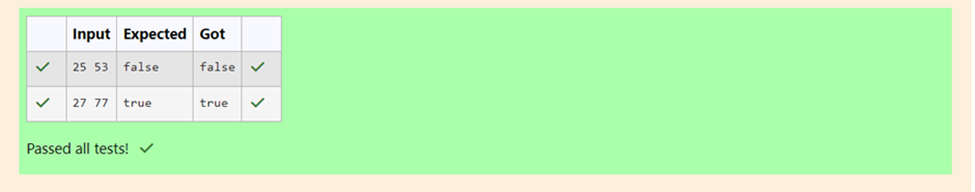 Input Expected Got
25 53 false false
27 77 true true
Passed all tests!